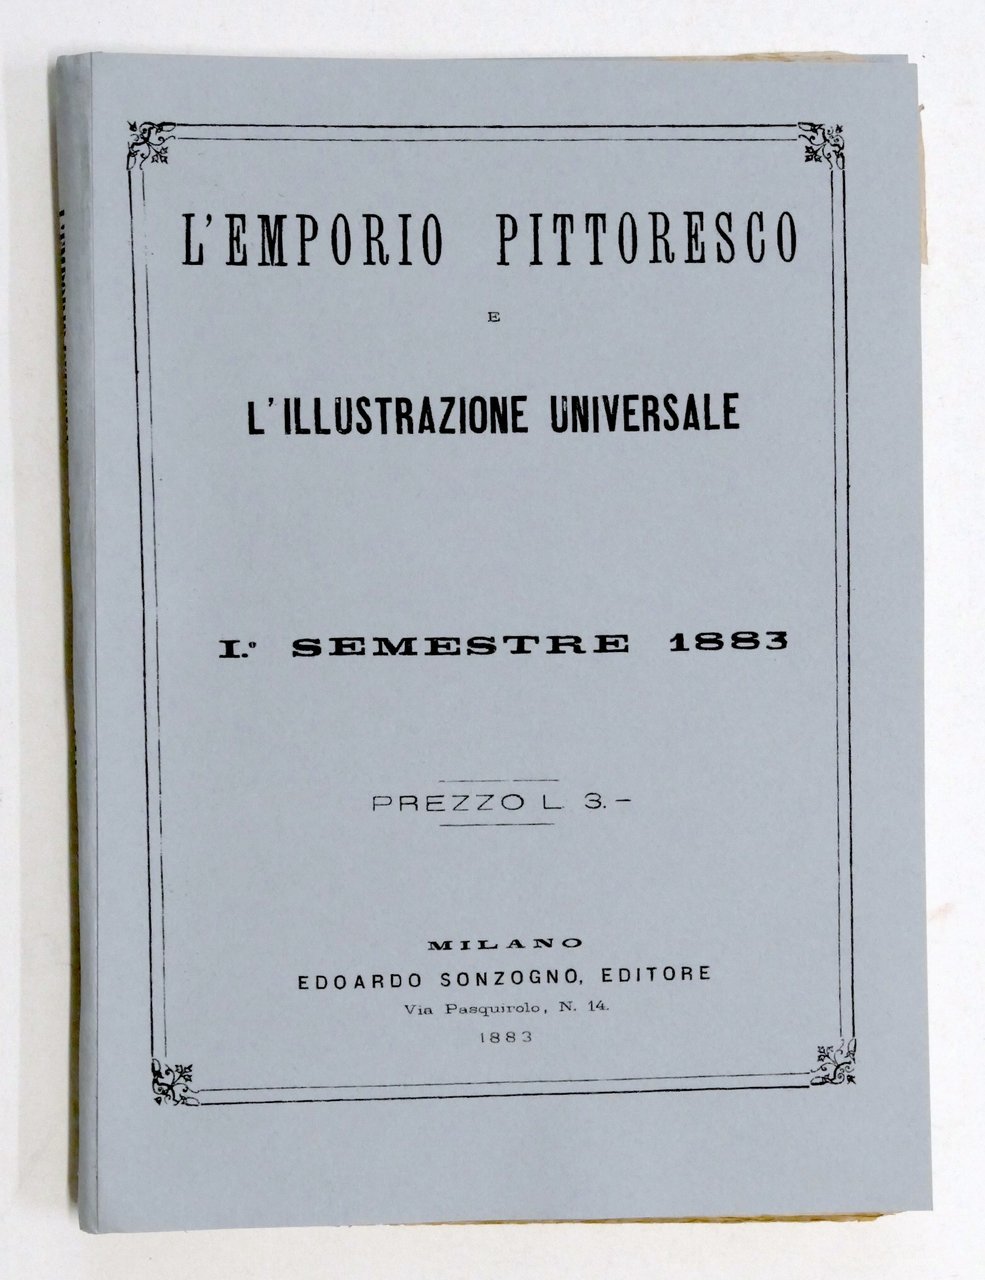 L'EMPORIO PITTORESCO
E
L'ILLUSTRAZIONE UNIVERSALE
I.º SEMESTRE 1883
PREZZO L. 3.—
MILANO
EDOARDO SONZOGNO, EDITORE
Via Pasquirolo, N. 14.
1883